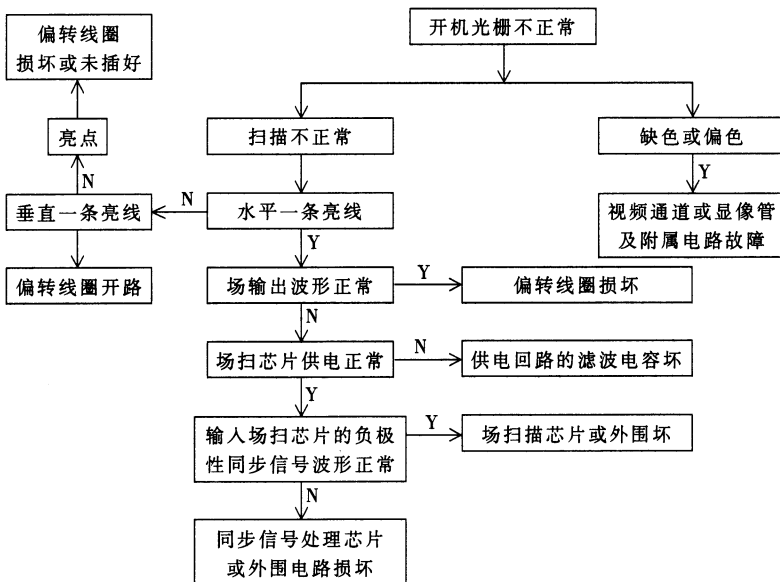 偏转线圈
损坏或未插好
开机光栅不正常
亮点
扫描不正常
缺色或偏色
N
Y
垂直一条亮线
N
水平一条亮线
视频通道或显像管
及附属电路故障
Y
偏转线圈开路
场输出波形正常
Y
偏转线圈损坏
N
场扫芯片供电正常
N
供电回路的滤波电容坏
Y
输入场扫芯片的负极
性同步信号波形正常
Y
场扫描芯片或外围坏
N
同步信号处理芯片
或外围电路损坏